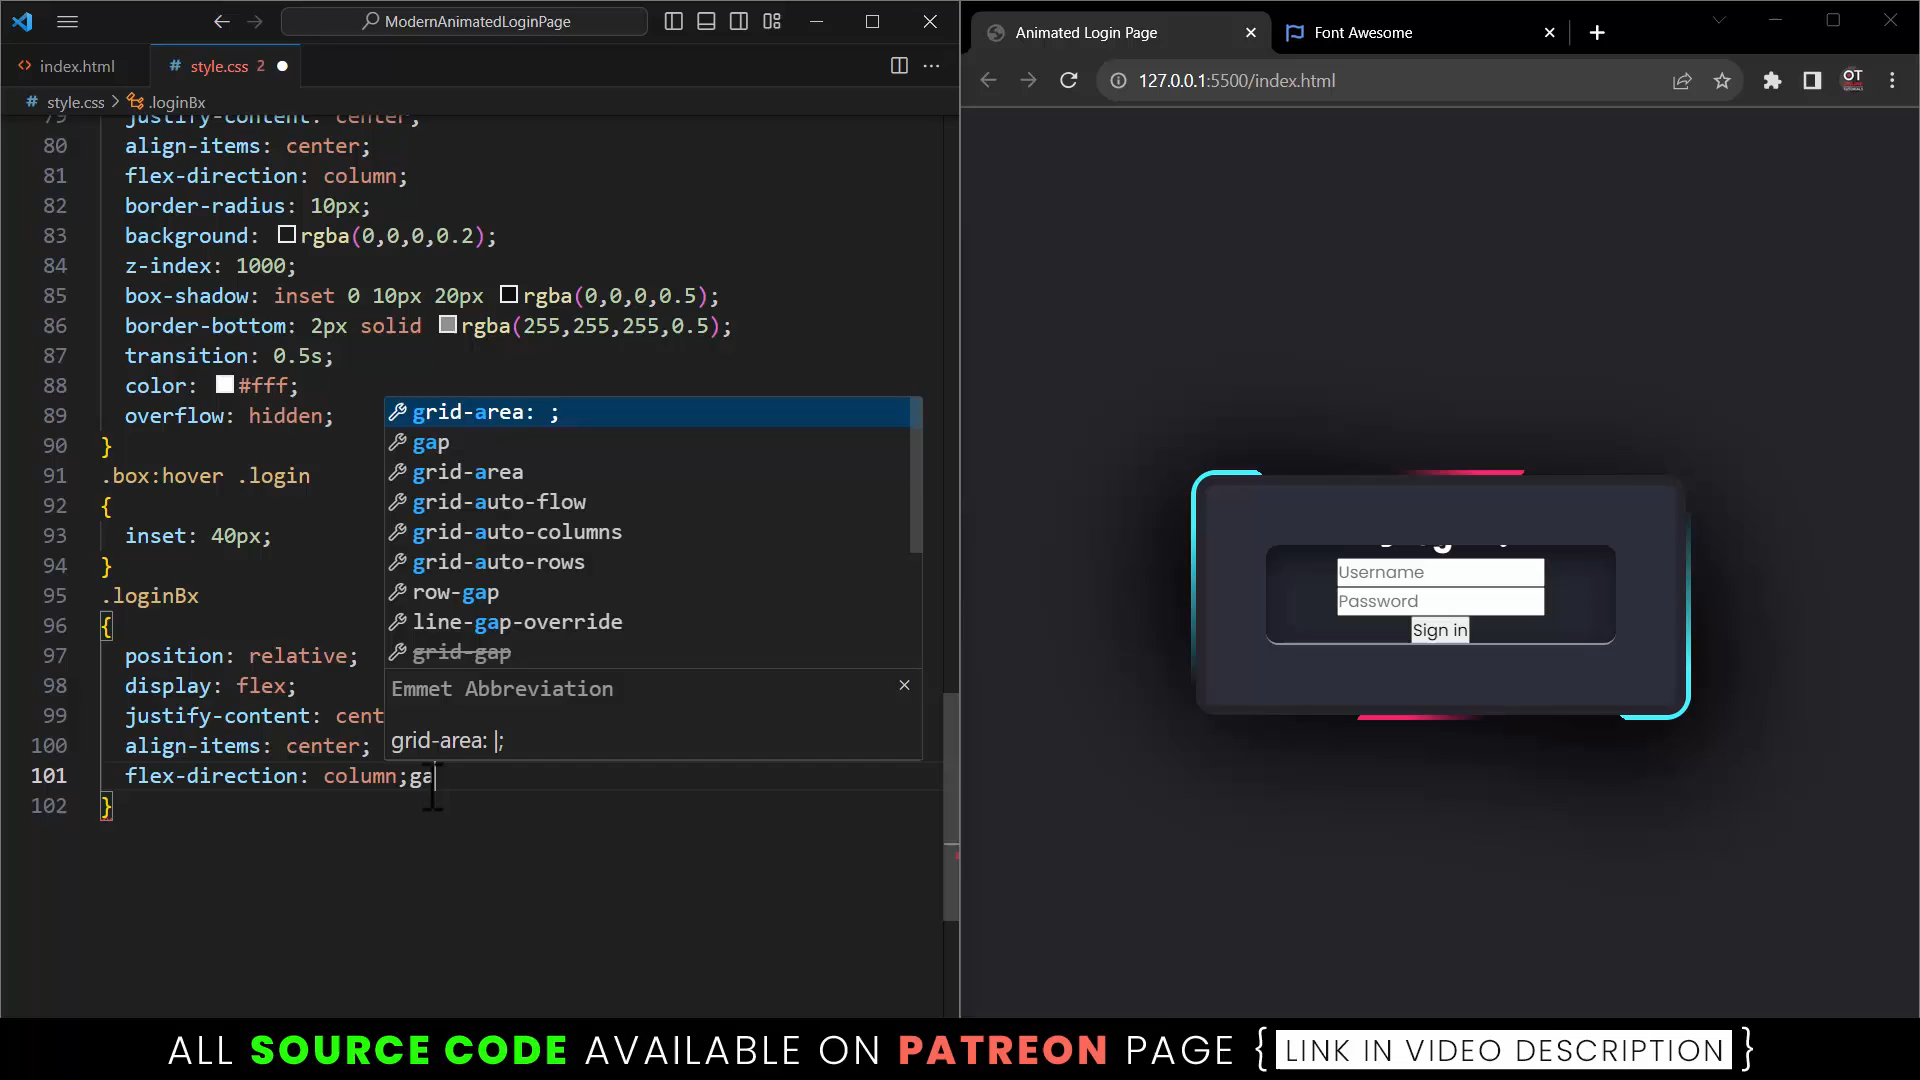 ModernAnimatedLoginPage
index.html
style.css 2
style.css > .loginBx
79 justify-content: center;
80 align-items: center;
81 flex-direction: column;
82 border-radius: 10px;
83 background: rgba(0,0,0,0.2);
84 z-index: 1000;
85 box-shadow: inset 0 10px 20px rgba(0,0,0,0.5);
86 border-bottom: 2px solid rgba(255,255,255,0.5);
87 transition: 0.5s;
88 color: #fff;
89 overflow: hidden;
90 }
91 .box:hover .login
92 {
93 inset: 40px;
94 }
95 .loginBx
96 {
97 position: relative;
98 display: flex;
99 justify-content: cent
100 align-items: center;
101 flex-direction: column;ga
102 }
grid-area: ;
gap
grid-area
grid-auto-flow
grid-auto-columns
grid-auto-rows
row-gap
line-gap-override
grid-gap
Emmet Abbreviation
grid-area: |;
Animated Login Page
Font Awesome
127.0.0.1:5500/index.html
OT
Username
Password
Sign in
ALL SOURCE CODE AVAILABLE ON PATREON PAGE { LINK IN VIDEO DESCRIPTION }